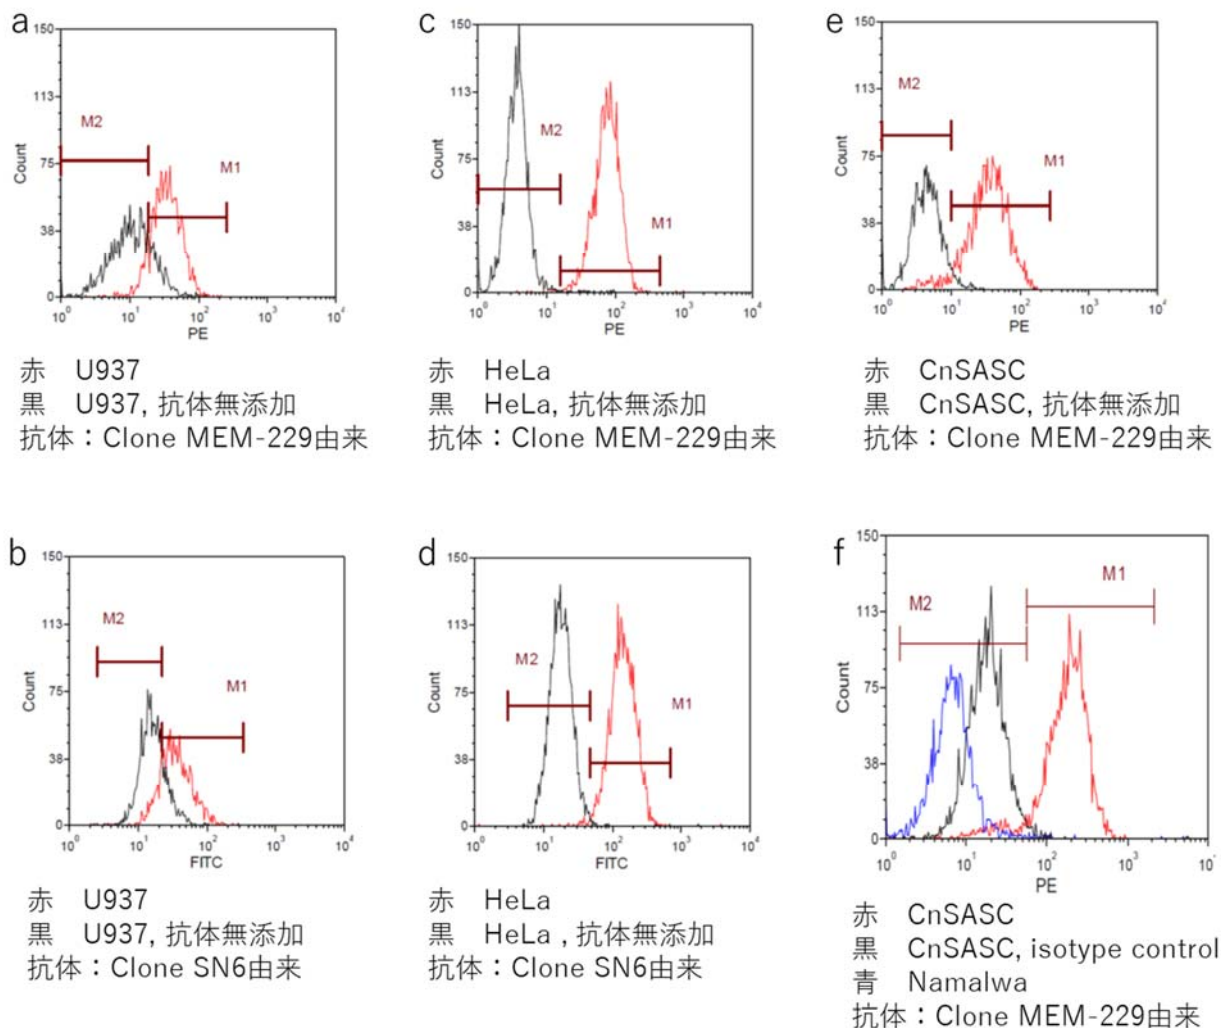 a
150
113
75
38
0
Count
M2
M1
10⁰
10¹
10²
10³
10⁴
PE
赤 U937
黒 U937, 抗体無添加
抗体：Clone MEM-229由来
c
150
113
75
38
0
Count
M2
M1
10⁰
10¹
10²
10³
10⁴
PE
赤 HeLa
黒 HeLa, 抗体無添加
抗体：Clone MEM-229由来
e
150
113
75
38
0
Count
M2
M1
10⁰
10¹
10²
10³
10⁴
PE
赤 CnSASC
黒 CnSASC, 抗体無添加
抗体：Clone MEM-229由来
b
150
113
75
38
0
Count
M2
M1
10⁰
10¹
10²
10³
10⁴
FITC
赤 U937
黒 U937, 抗体無添加
抗体：Clone SN6由来
d
150
113
75
38
0
Count
M2
M1
10⁰
10¹
10²
10³
10⁴
FITC
赤 HeLa
黒 HeLa , 抗体無添加
抗体：Clone SN6由来
f
150
113
75
38
0
Count
M2
M1
10⁰
10¹
10²
10³
10
PE
赤 CnSASC
黒 CnSASC, isotype control
青 Namalwa
抗体：Clone MEM-229由来